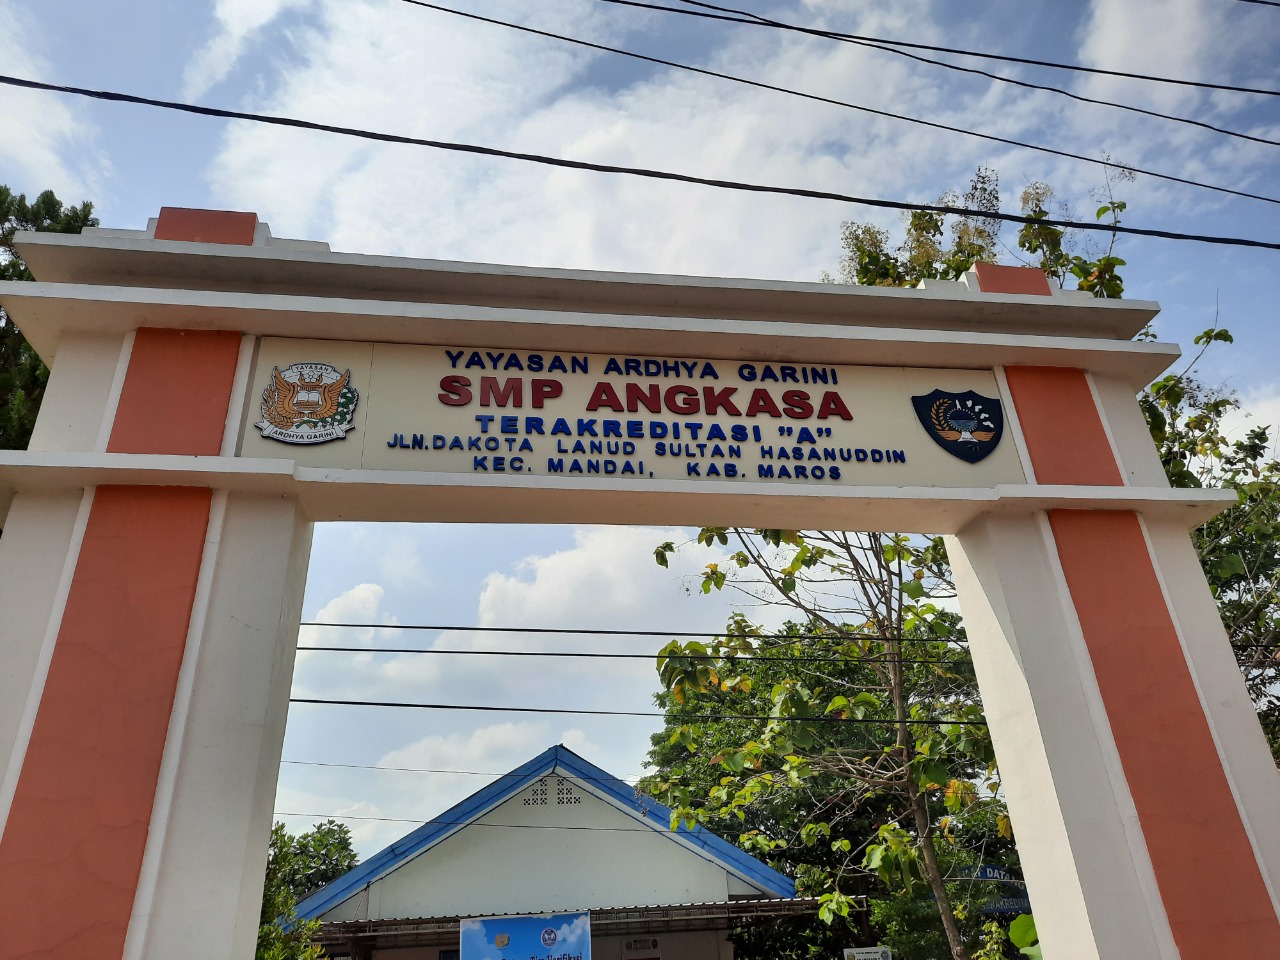 YAYASAN ARDHYA GARINI
SMP ANGKASA
TERAKREDITASI "A"
JLN.DAKOTA LANUD SULTAN HASANUDDIN
KEC. MANDAI, KAB. MAROS
YAYASAN
ARDHYA GARINI